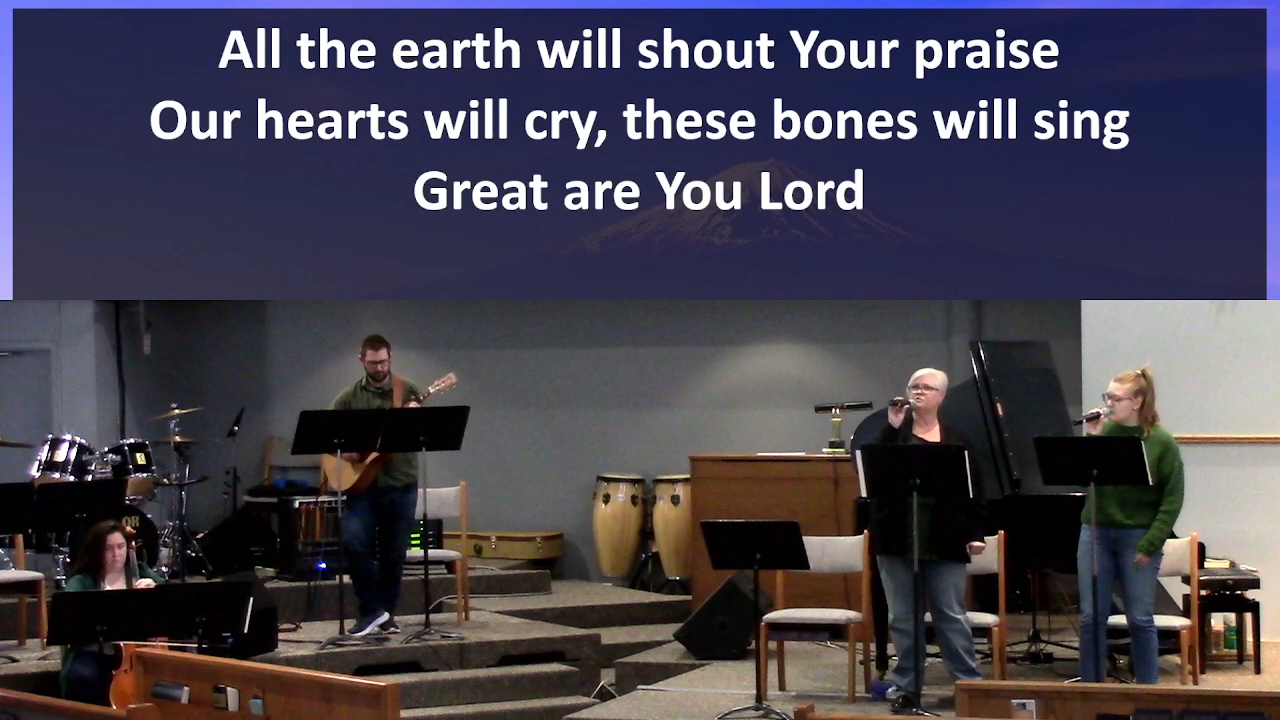 All the earth will shout Your praise
Our hearts will cry, these bones will sing
Great are You Lord